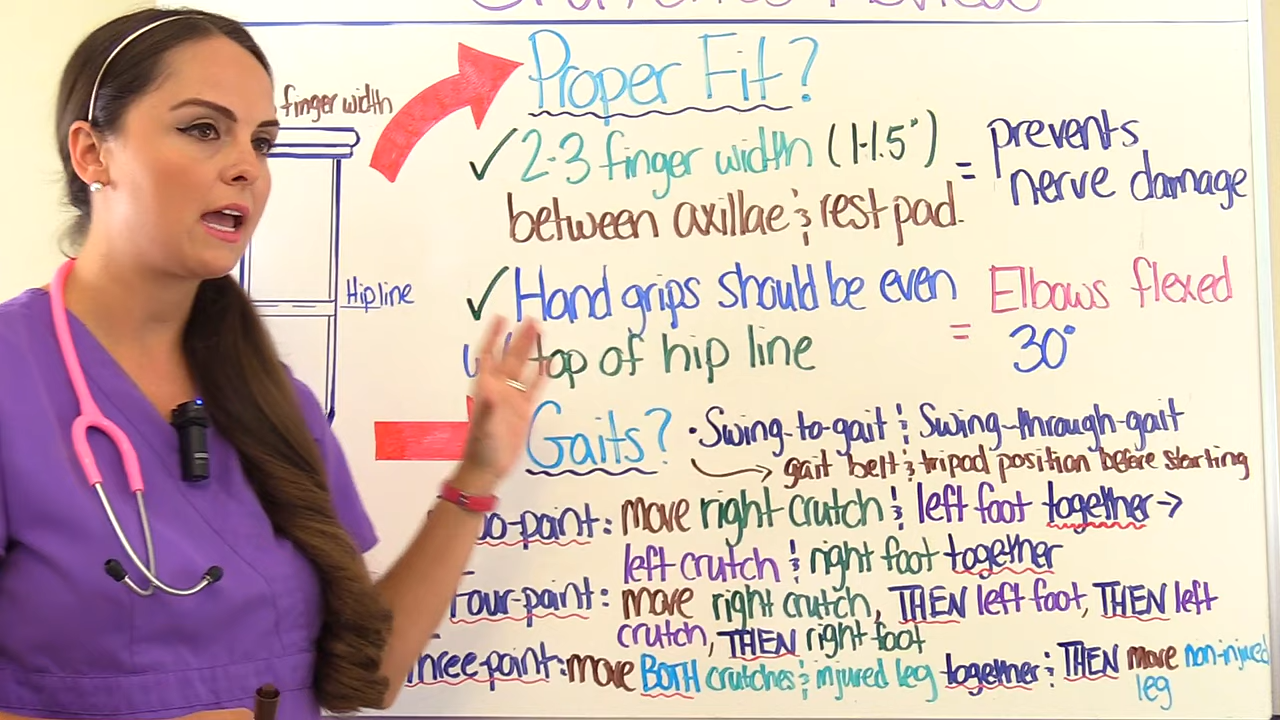 Proper Fit?
finger width
✓ 2-3 finger width (1-1.5")
between axillae & rest pad.
= prevents
nerve damage
Hip line
✓ Hand grips should be even
top of hip line
= Elbows flexed
30°
Gaits? • Swing-to-gait & Swing-through-gait
→ gait belt & tripod position before starting
o-point: move right crutch & left foot together →
left crutch & right foot together
Four-point: move right crutch, THEN left foot, THEN left
crutch, THEN right foot
hree-point: move BOTH crutches & injured leg together & THEN move non-injured
leg